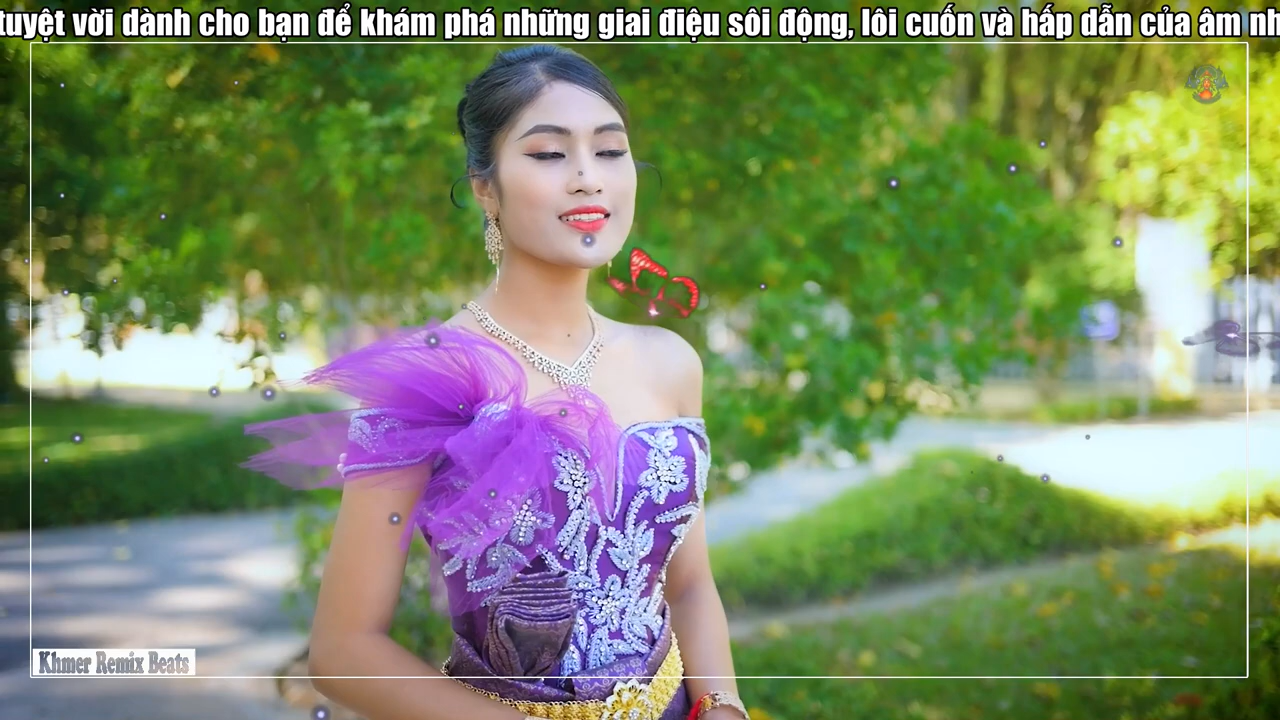 tuyệt vời dành cho bạn để khám phá những giai điệu sôi động, lôi cuốn và hấp dẫn của âm nh
Khmer Remix Beats